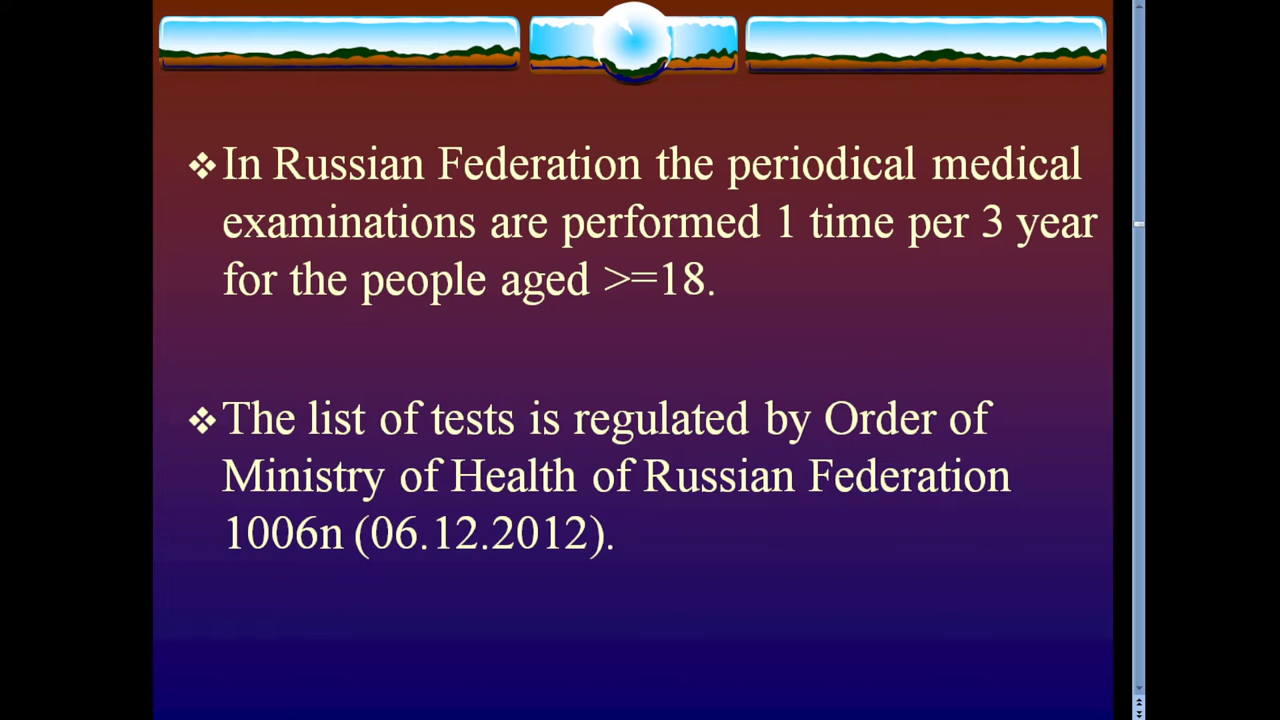 In Russian Federation the periodical medical
examinations are performed 1 time per 3 year
for the people aged >=18.
The list of tests is regulated by Order of
Ministry of Health of Russian Federation
1006n (06.12.2012).